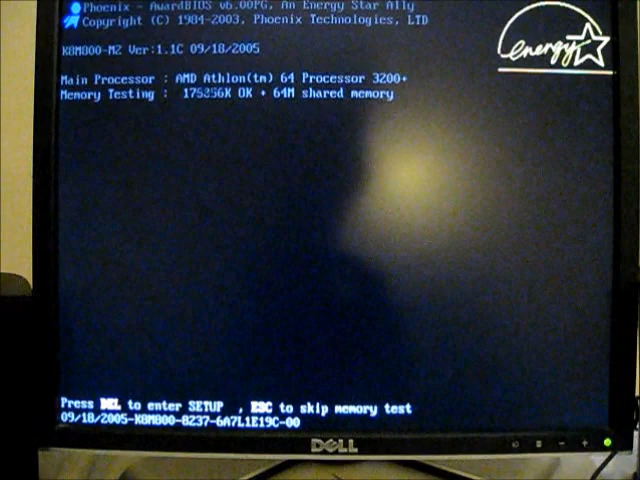 Phoenix - AwardBIOS v6.00PG, An Energy Star Ally
Copyright (C) 1984-2003, Phoenix Technologies, LTD
energy
K8M800-M2 Ver:1.1C 09/18/2005
Main Processor : AMD Athlon(tm) 64 Processor 3200+
Memory Testing : OK + 64M shared memory
Press DEL to enter SETUP , ESC to skip memory test
09/18/2005-K8M800-8237-6A7L1E19C-00
DELL